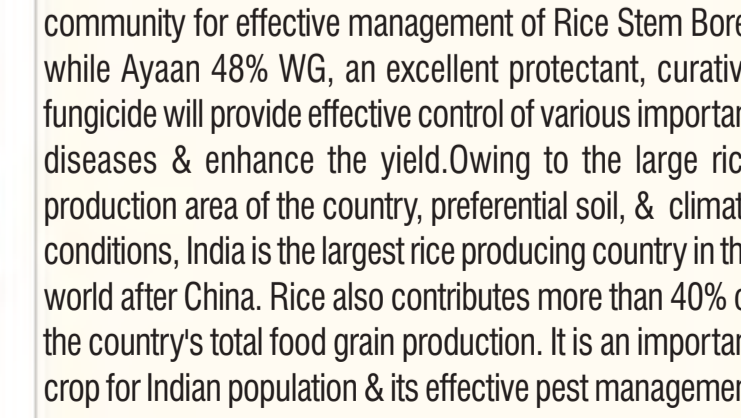 community for effective management of Rice Stem Bore
while Ayaan 48% WG, an excellent protectant, curativ
fungicide will provide effective control of various importan
diseases & enhance the yield.Owing to the large ric
production area of the country, preferential soil, & climat
conditions, India is the largest rice producing country in th
world after China. Rice also contributes more than 40% o
the country's total food grain production. It is an importan
crop for Indian population & its effective pest managemen